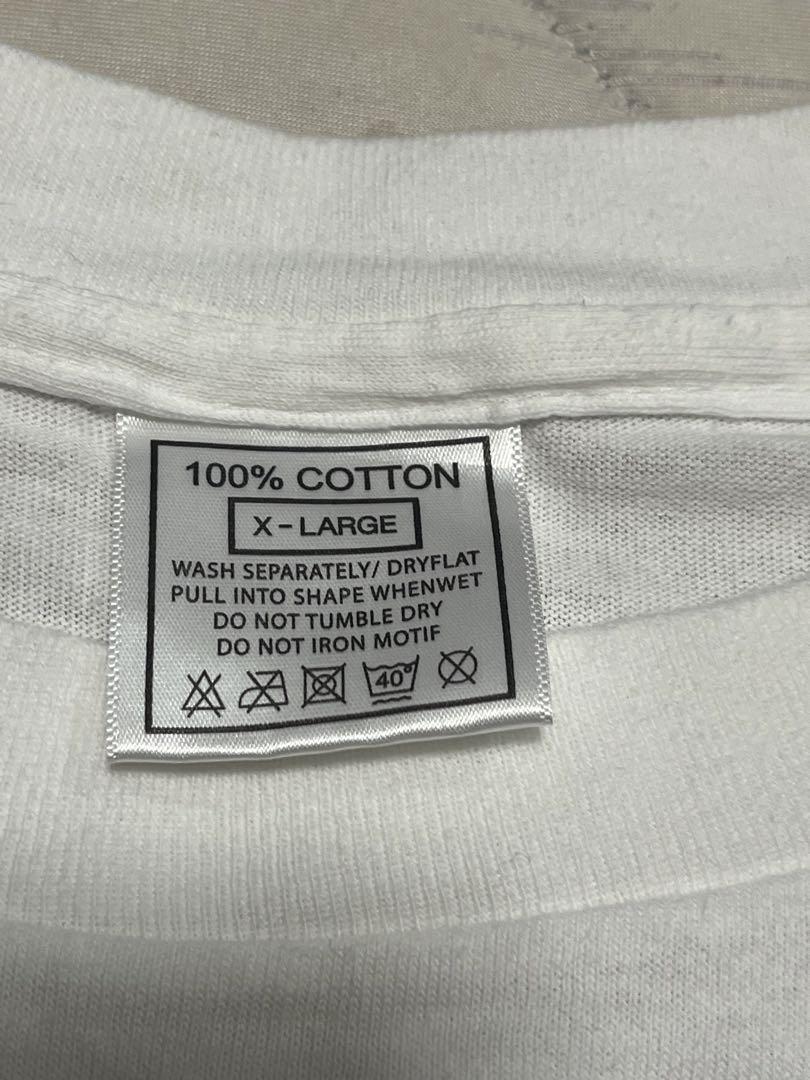 100% COTTON
X-LARGE
WASH SEPARATELY/ DRYFLAT
PULL INTO SHAPE WHENWET
DO NOT TUMBLE DRY
DO NOT IRON MOTIF
40°